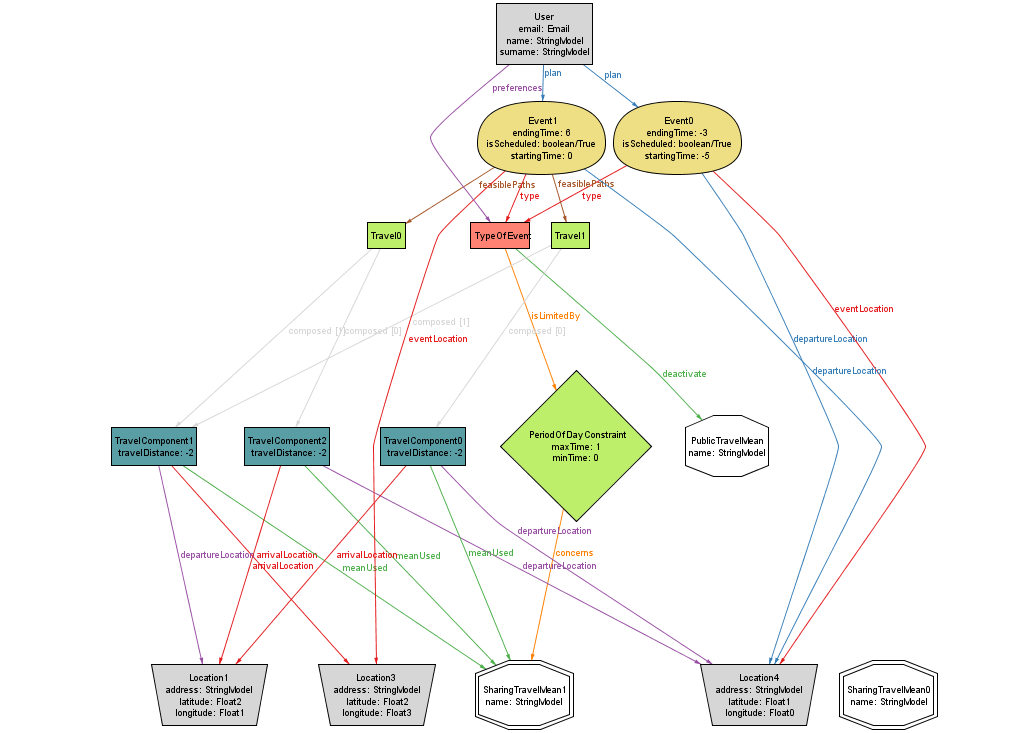 User
email: Email
name: StringModel
surname: StringModel
plan
plan
preferences
Event1
endingTime: 6
isScheduled: boolean/True
startingTime: 0
Event0
endingTime: -3
isScheduled: boolean/True
startingTime: -5
feasiblePaths
feasiblePaths
type
type
Travel0
TypeOfEvent
Travel1
eventLocation
isLimitedBy
composed [1]
composed [1]
composed [0]
composed [0]
eventLocation
departureLocation
departureLocation
deactivate
TravelComponent1
travelDistance: -2
TravelComponent2
travelDistance: -2
TravelComponent0
travelDistance: -2
PeriodOfDayConstraint
maxTime: 1
minTime: 0
PublicTravelMean
name: StringModel
departureLocation
departureLocation
arrivalLocation
arrivalLocation
meanUsed
meanUsed
concerns
arrivalLocation
meanUsed
departureLocation
Location1
address: StringModel
latitude: Float2
longitude: Float1
Location3
address: StringModel
latitude: Float2
longitude: Float3
SharingTravelMean1
name: StringModel
Location4
address: StringModel
latitude: Float1
longitude: Float0
SharingTravelMean0
name: StringModel